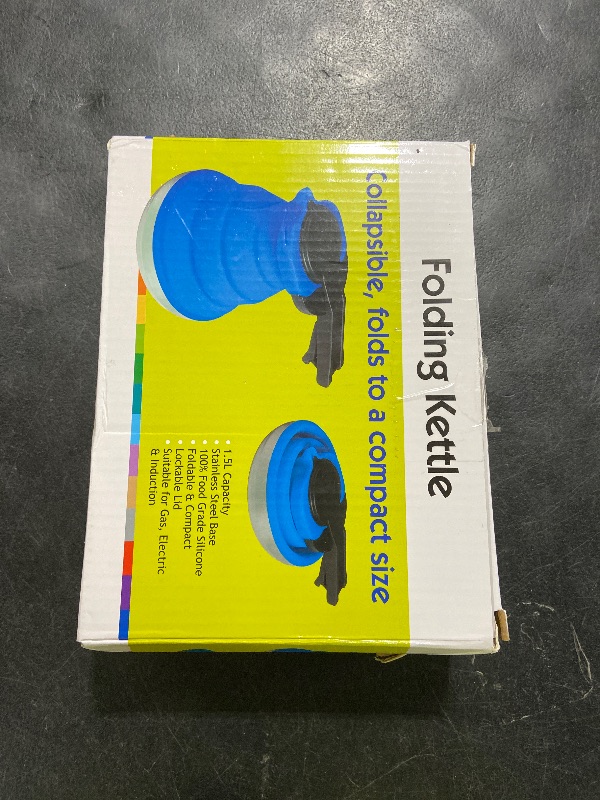 Folding Kettle
Collapsible, folds to a compact size
• 1.5L Capacity
• Stainless Steel Base
• 100% Food Grade Silicone
• Foldable & Compact
• Lockable Lid
• Suitable for Gas, Electric
& Induction